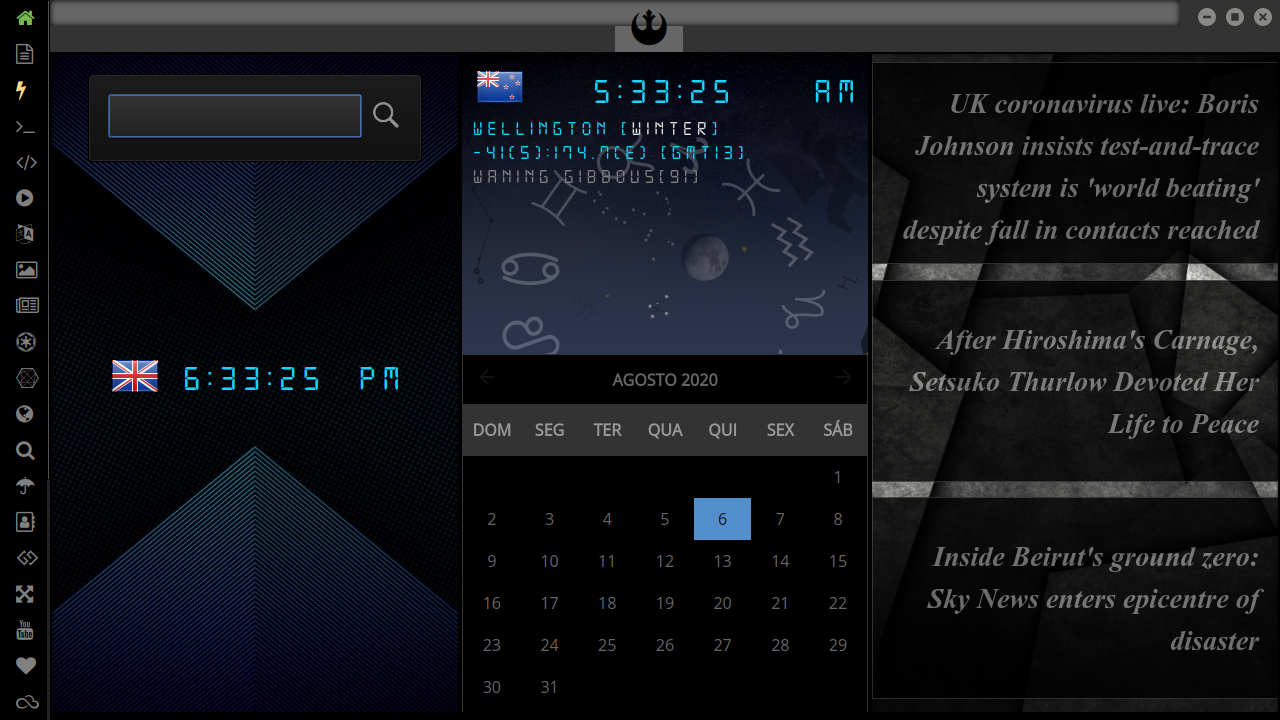 6:33:25 PM
5:33:25 AM
WELLINGTON [WINTER]
-41(S):174.7(E) [GMT13]
WANING GIBBOUS[91]
AGOSTO 2020
DOM SEG TER QUA QUI SEX SÁB
1
2 3 4 5 6 7 8
9 10 11 12 13 14 15
16 17 18 19 20 21 22
23 24 25 26 27 28 29
30 31
UK coronavirus live: Boris
Johnson insists test-and-trace
system is 'world beating'
despite fall in contacts reached
After Hiroshima's Carnage,
Setsuko Thurlow Devoted Her
Life to Peace
Inside Beirut's ground zero:
Sky News enters epicentre of
disaster
You
Tube